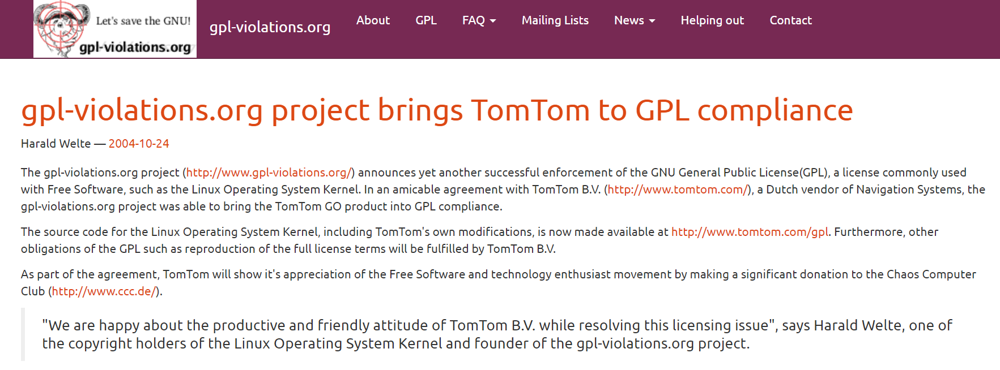 Let's save the GNU!
gpl-violations.org
gpl-violations.org
About
GPL
FAQ
Mailing Lists
News
Helping out
Contact
gpl-violations.org project brings TomTom to GPL compliance
Harald Welte — 2004-10-24
The gpl-violations.org project (http://www.gpl-violations.org/) announces yet another successful enforcement of the GNU General Public License(GPL), a license commonly used
with Free Software, such as the Linux Operating System Kernel. In an amicable agreement with TomTom B.V. (http://www.tomtom.com/), a Dutch vendor of Navigation Systems, the
gpl-violations.org project was able to bring the TomTom GO product into GPL compliance.
The source code for the Linux Operating System Kernel, including TomTom's own modifications, is now made available at http://www.tomtom.com/gpl. Furthermore, other
obligations of the GPL such as reproduction of the full license terms will be fulfilled by TomTom B.V.
As part of the agreement, TomTom will show it's appreciation of the Free Software and technology enthusiast movement by making a significant donation to the Chaos Computer
Club (http://www.ccc.de/).
"We are happy about the productive and friendly attitude of TomTom B.V. while resolving this licensing issue", says Harald Welte, one of
the copyright holders of the Linux Operating System Kernel and founder of the gpl-violations.org project.